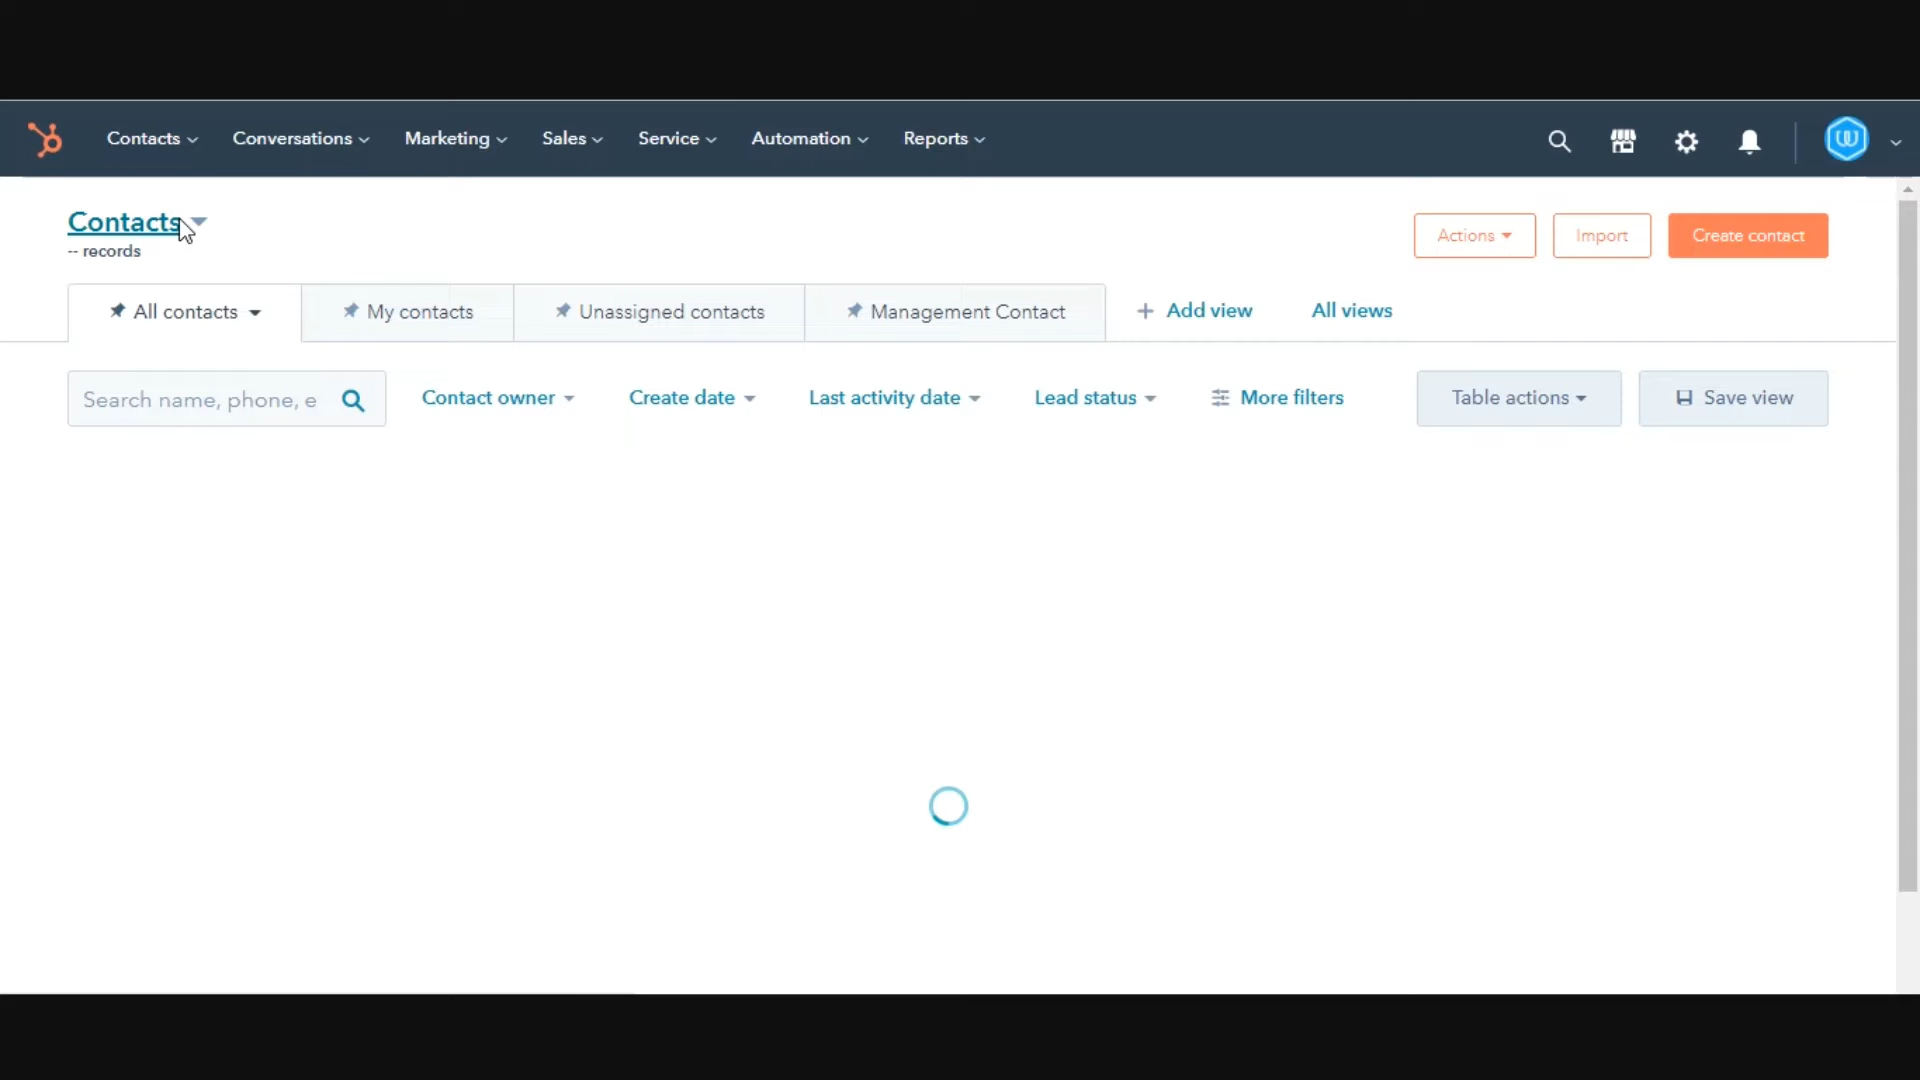 Contacts Conversations Marketing Sales Service Automation Reports
Contacts
-- records
Actions Import Create contact
All contacts My contacts Unassigned contacts Management Contact + Add view All views
Search name, phone, e Contact owner Create date Last activity date Lead status More filters Table actions Save view